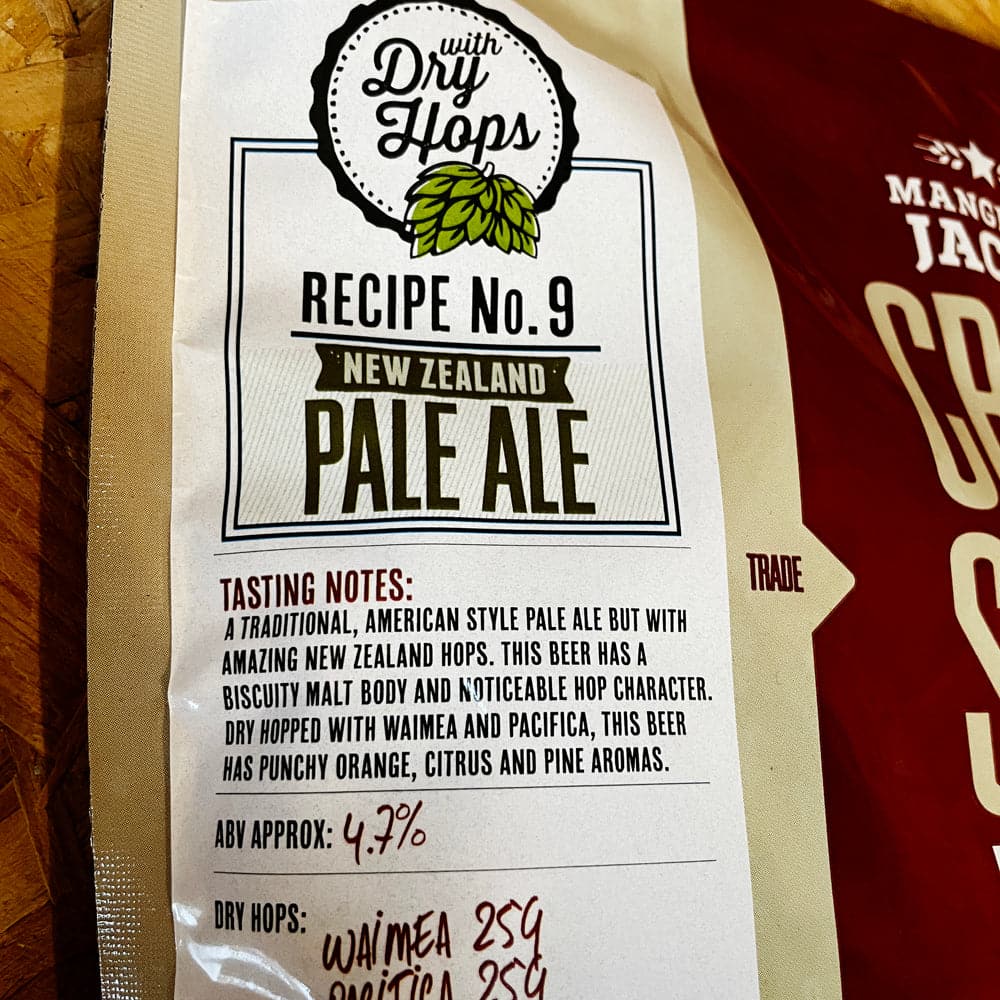 with
Dry
Hops
RECIPE No. 9
NEW ZEALAND
PALE ALE
TASTING NOTES:
A TRADITIONAL, AMERICAN STYLE PALE ALE BUT WITH
AMAZING NEW ZEALAND HOPS. THIS BEER HAS A
BISCUITY MALT BODY AND NOTICEABLE HOP CHARACTER.
DRY HOPPED WITH WAIMEA AND PACIFICA, THIS BEER
HAS PUNCHY ORANGE, CITRUS AND PINE AROMAS.
ABV APPROX: 4.7%
DRY HOPS: WAIMEA 25G
PACIFICA 25G
TRADE
MANG
JAC